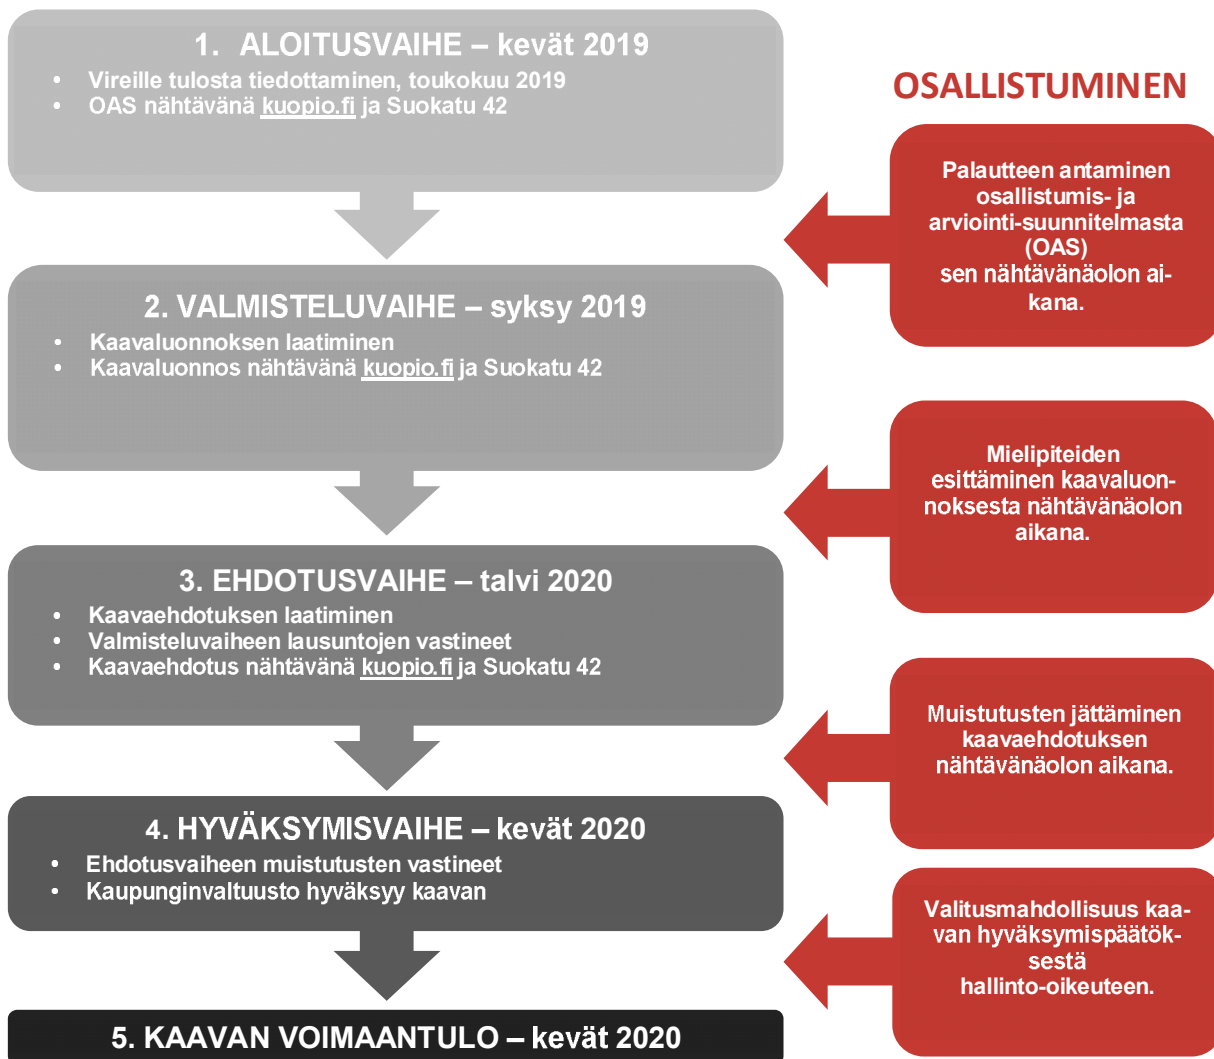 1. ALOITUSVAIHE – kevät 2019
• Vireille tulosta tiedottaminen, toukokuu 2019
• OAS nähtävänä kuopio.fi ja Suokatu 42
OSALLISTUMINEN
Palautteen antaminen
osallistumis- ja
arviointi-suunnitelmasta
(OAS)
sen nähtävänäolon ai-
kana.
2. VALMISTELUVAIHE – syksy 2019
• Kaavaluonnoksen laatiminen
• Kaavaluonnos nähtävänä kuopio.fi ja Suokatu 42
Mielipiteiden
esittäminen kaavaluon-
noksesta nähtävänäolon
aikana.
3. EHDOTUSVAIHE – talvi 2020
• Kaavaehdotuksen laatiminen
• Valmisteluvaiheen lausuntojen vastineet
• Kaavaehdotus nähtävänä kuopio.fi ja Suokatu 42
Muistutusten jättäminen
kaavaehdotuksen
nähtävänäolon aikana.
4. HYVÄKSYMISVAIHE – kevät 2020
• Ehdotusvaiheen muistutusten vastineet
• Kaupunginvaltuusto hyväksyy kaavan
Valitusmahdollisuus kaa-
van hyväksymispäätök-
sestä
hallinto-oikeuteen.
5. KAAVAN VOIMAANTULO – kevät 2020